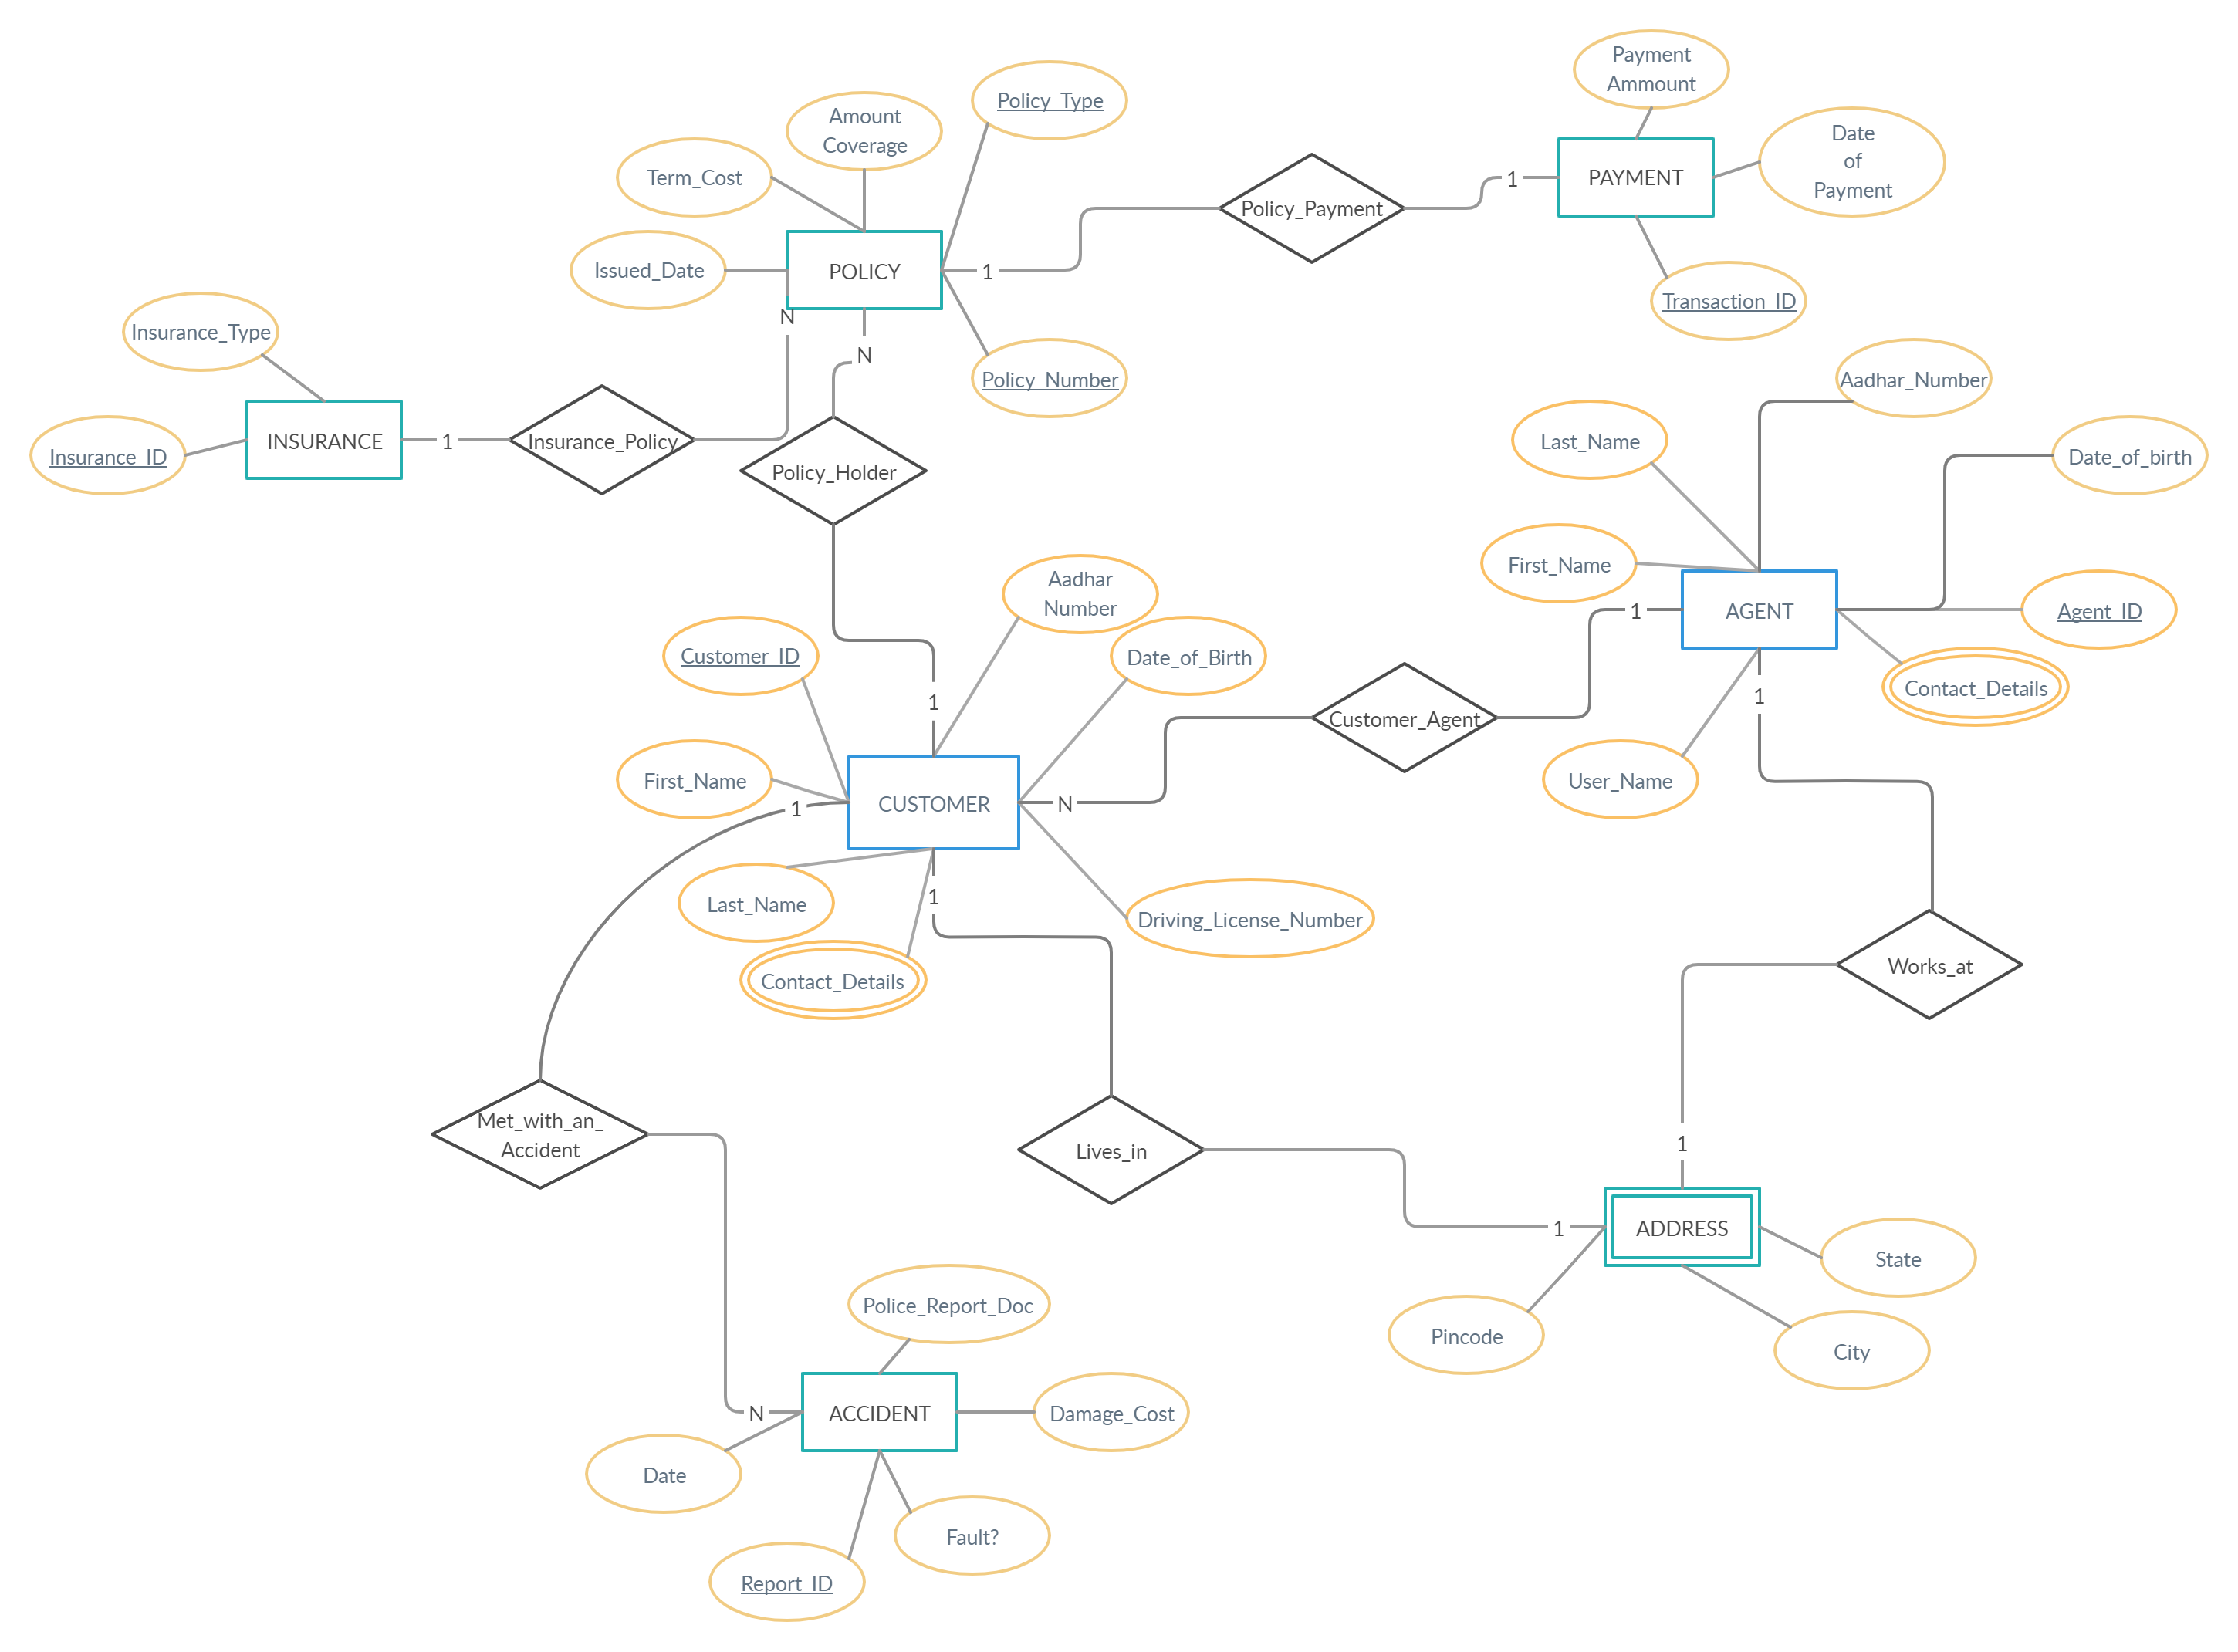 Payment
Ammount
Policy_Type
Amount
Coverage
Date
of
Payment
Term_Cost
PAYMENT
1
Policy_Payment
Issued_Date
POLICY
1
Transaction_ID
N
Insurance_Type
N
Policy_Number
Aadhar_Number
Last_Name
INSURANCE
1
Insurance_Policy
Insurance_ID
Date_of_birth
Policy_Holder
First_Name
Aadhar
Number
1
AGENT
Agent_ID
Customer_ID
Date_of_Birth
Contact_Details
1
1
Customer_Agent
First_Name
User_Name
1
CUSTOMER
N
1
Last_Name
Driving_License_Number
Contact_Details
Works_at
Met_with_an_
Accident
1
Lives_in
1
ADDRESS
State
Police_Report_Doc
Pincode
City
N
ACCIDENT
Damage_Cost
Date
Fault?
Report_ID